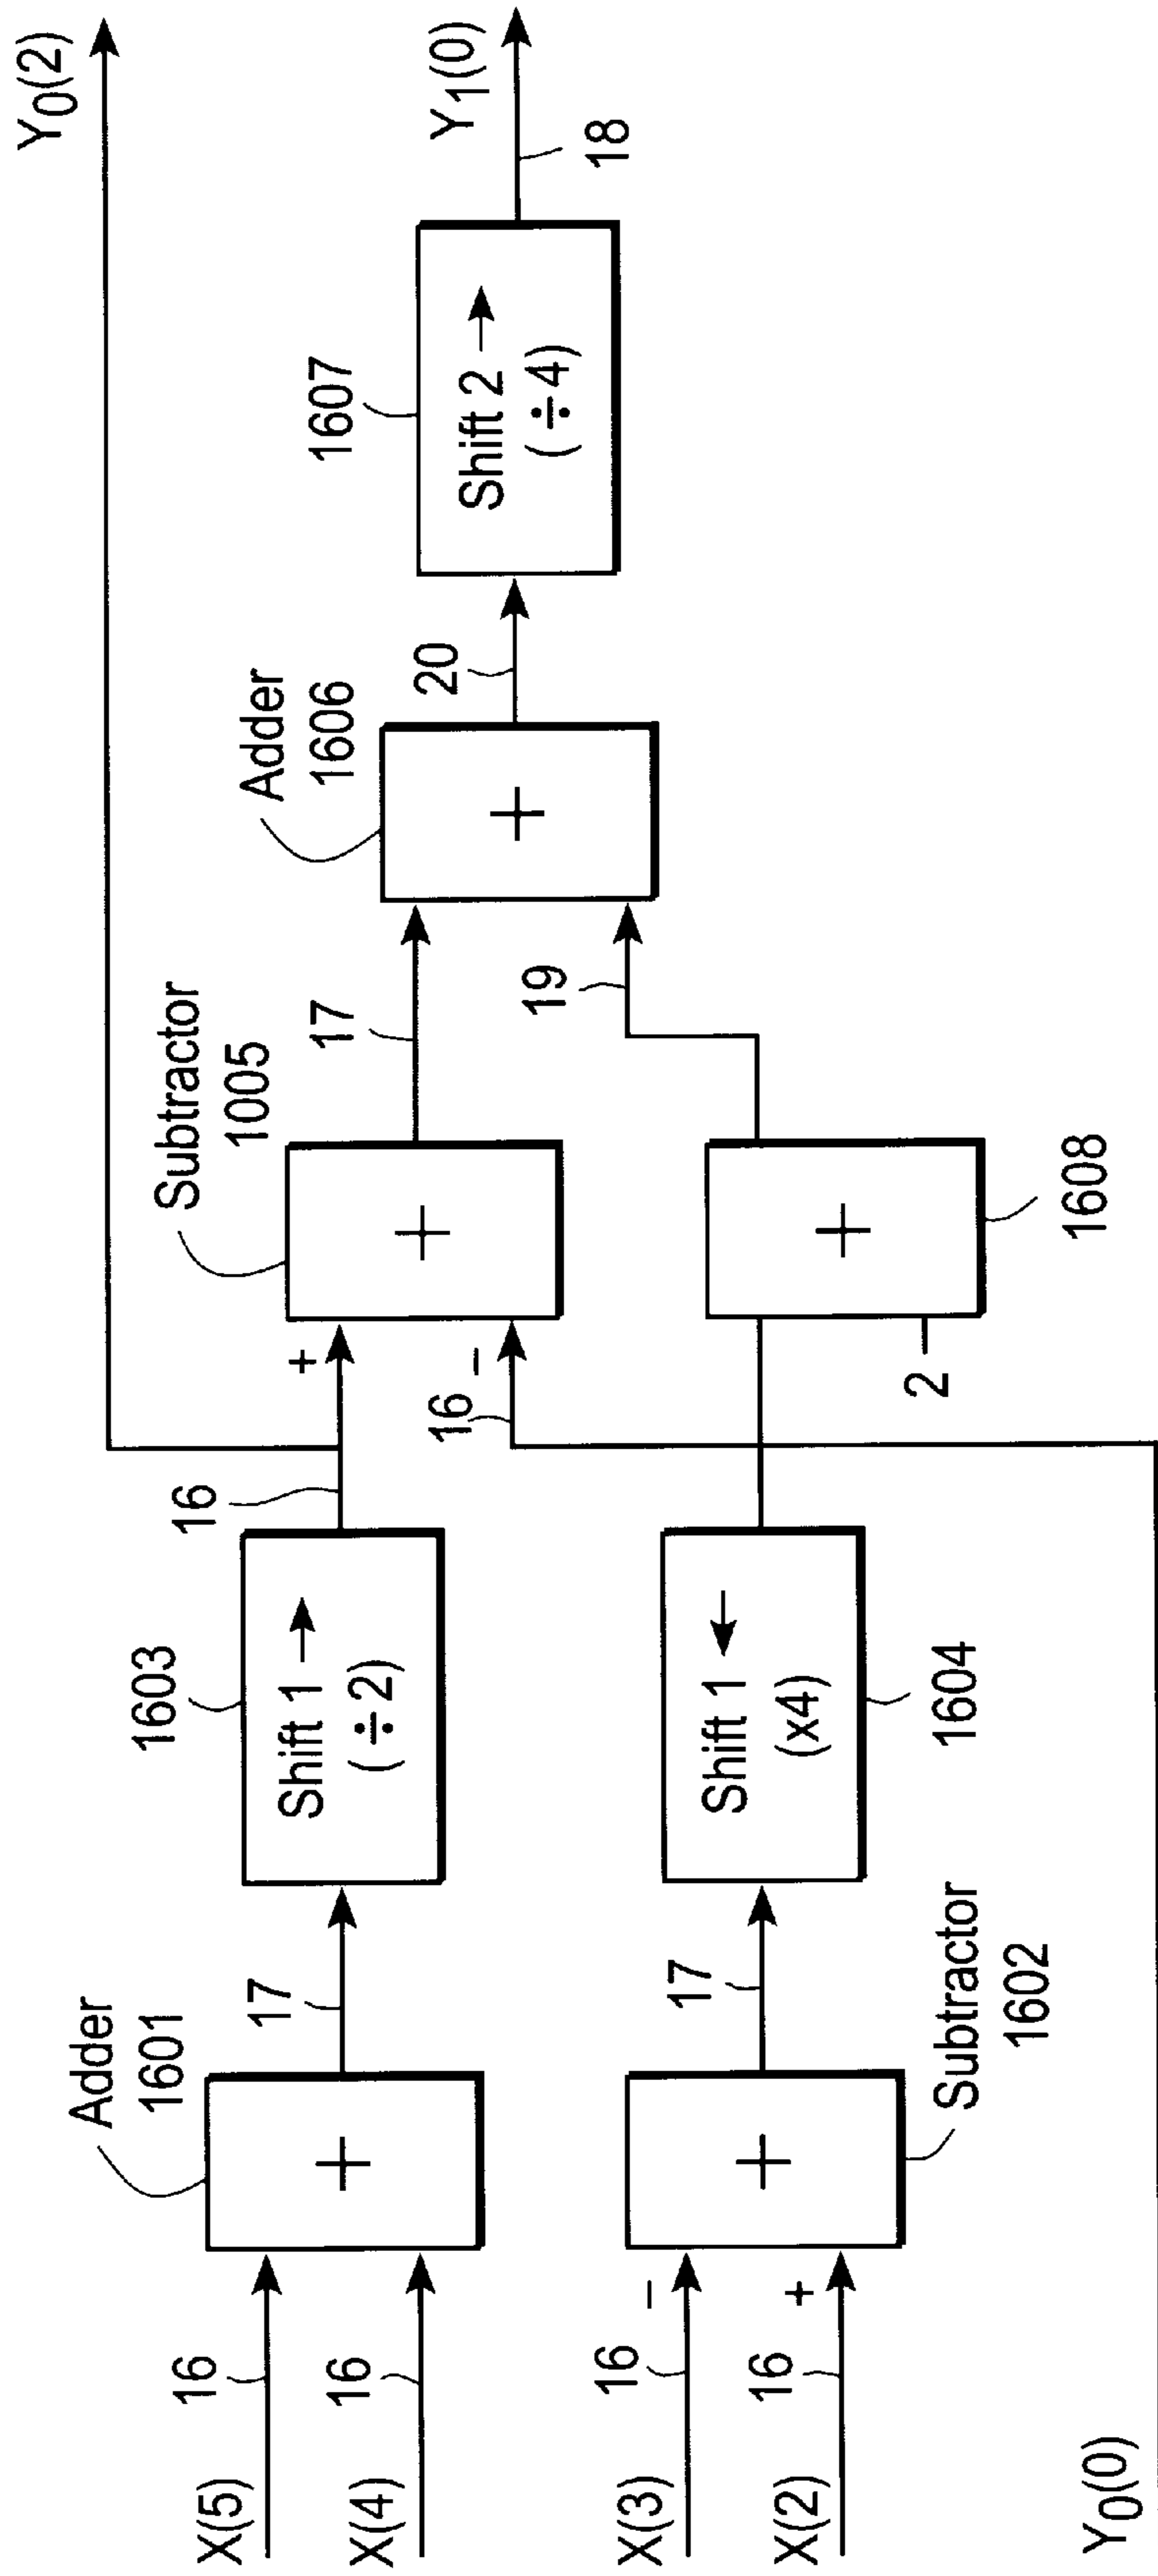 Y0(2)
Y1(0)
18
1607
Shift 2 →
(÷4)
20
Adder
1606
+
17
19
Subtractor
1005
+
+
16
−
16
+
1608
2
1603
Shift 1 →
(÷2)
Shift 1 ←
(x4)
1604
Adder
1601
17
+
17
+
Subtractor
1602
X(5)
16
X(4)
16
X(3)
16
−
X(2)
16
+
Y0(0)